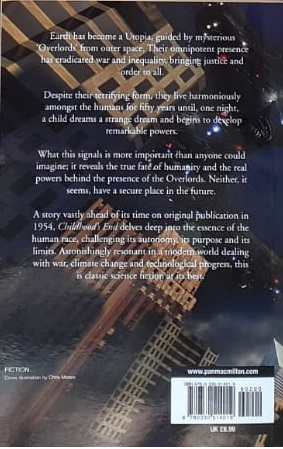 Earth has become a Utopia, guided by mysterious
'Overlords' from outer space. Their omnipotent presence
has eradicated war and inequality, bringing justice and
order to all.
Despite their terrifying form, they live harmoniously
amongst the humans for fifty years until, one night,
a child dreams a strange dream and begins to develop
remarkable powers.
What this signals is more important than anyone could
imagine; it reveals the true fate of humanity and the real
powers behind the presence of the Overlords. Neither, it
seems, have a secure place in the future.
A story vastly ahead of its time on original publication in
1954, Childhood's End delves deep into the essence of the
human race, challenging its autonomy, its purpose and its
limits. Astonishingly resonant in a modern world dealing
with war, climate change and technological progress, this
is classic science fiction at its best.
FICTION
Cover illustration by Chris Moore
www.panmacmillan.com
90200
9 780330 514019
UK £8.99